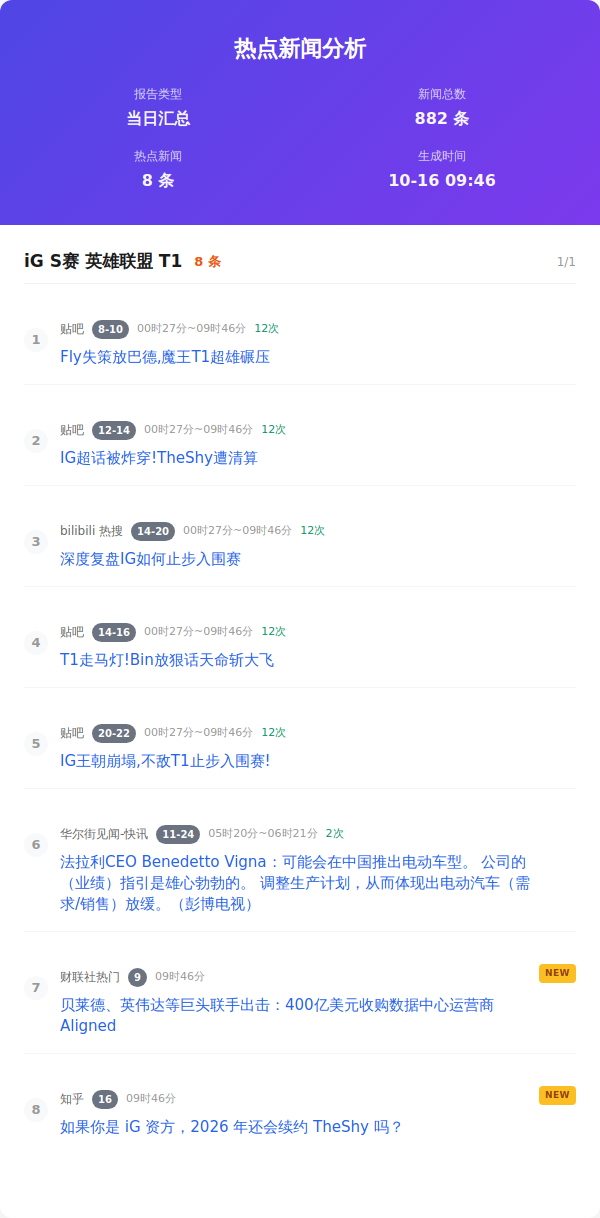 热点新闻分析
报告类型
新闻总数
当日汇总
882 条
热点新闻
生成时间
8 条
10-16 09:46
iG S赛 英雄联盟 T1 8 条 1/1
1
贴吧 8-10 00时27分~09时46分 12次
Fly失策放巴德,魔王T1超雄碾压
2
贴吧 12-14 00时27分~09时46分 12次
IG超话被炸穿!TheShy遭清算
3
bilibili 热搜 14-20 00时27分~09时46分 12次
深度复盘IG如何止步入围赛
4
贴吧 14-16 00时27分~09时46分 12次
T1走马灯!Bin放狠话天命斩大飞
5
贴吧 20-22 00时27分~09时46分 12次
IG王朝崩塌,不敌T1止步入围赛!
6
华尔街见闻-快讯 11-24 05时20分~06时21分 2次
法拉利CEO Benedetto Vigna：可能会在中国推出电动车型。 公司的
（业绩）指引是雄心勃勃的。 调整生产计划，从而体现出电动汽车（需
求/销售）放缓。（彭博电视）
7
财联社热门 9 09时46分 NEW
贝莱德、英伟达等巨头联手出击：400亿美元收购数据中心运营商
Aligned
8
知乎 16 09时46分 NEW
如果你是 iG 资方，2026 年还会续约 TheShy 吗？